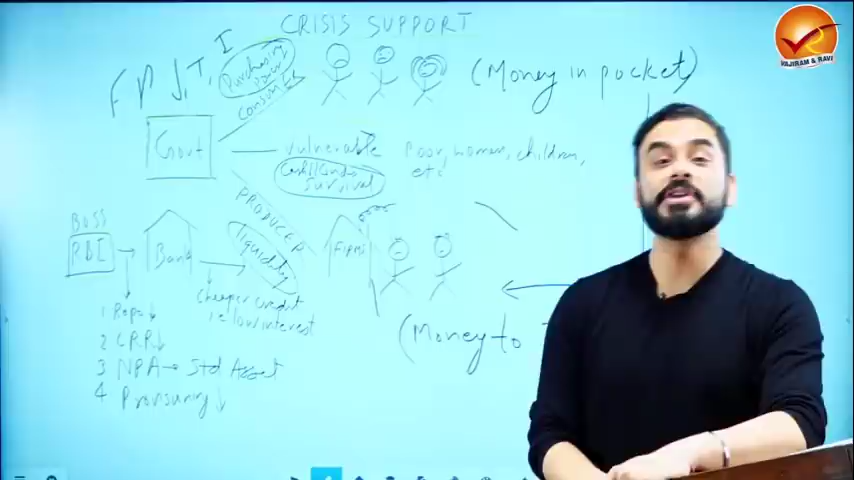 CRISIS SUPPORT
Purchasing
power
consumer
(Money in pocket)
VAJIRAM & RAVI
Govt
vulnerable Poor, women, children,
etc
survival
PRODUCER
liquidity
BOSS
RBI
Bank
FIRMS
Cheaper credit
i.e low interest
1 Repo↓
2 CRR↓
3 NPA→ Std Asset
4 Provisioning↓
(Money to